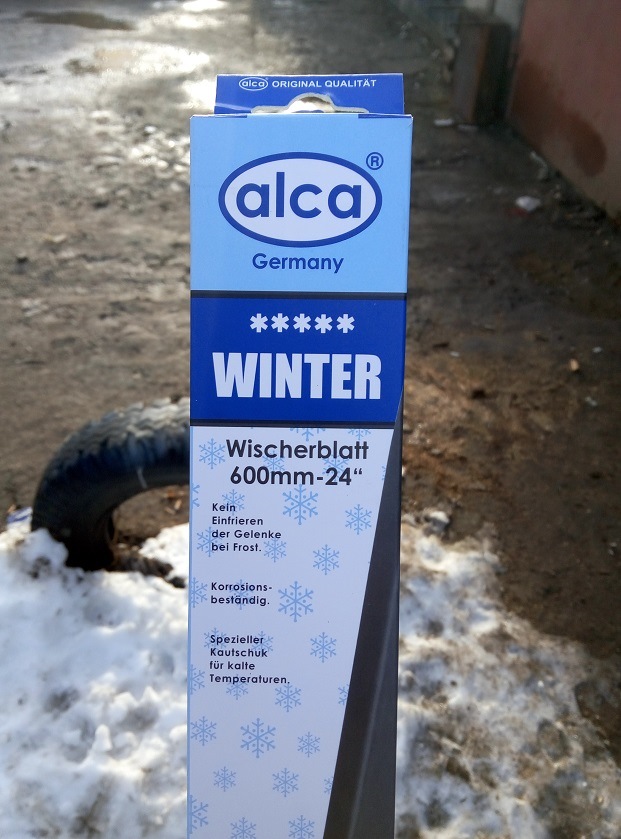 alca ORIGINAL QUALITÄT
alca®
Germany
*****
WINTER
Wischerblatt
600mm-24“
Kein
Einfrieren
der Gelenke
bei Frost.
Korrosions-
beständig.
Spezieller
Kautschuk
für kalte
Temperaturen.